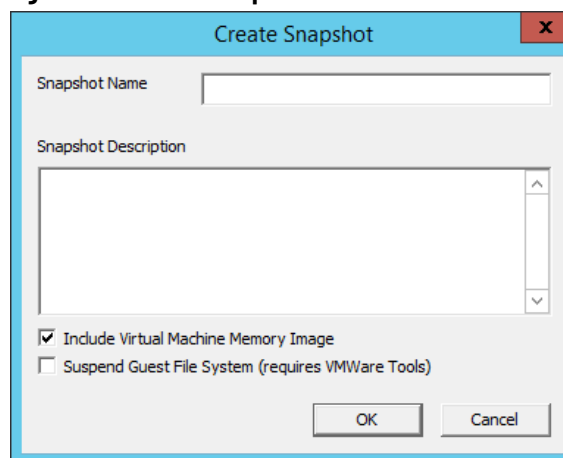 Create Snapshot
x
Snapshot Name
Snapshot Description
Include Virtual Machine Memory Image
Suspend Guest File System (requires VMWare Tools)
OK
Cancel